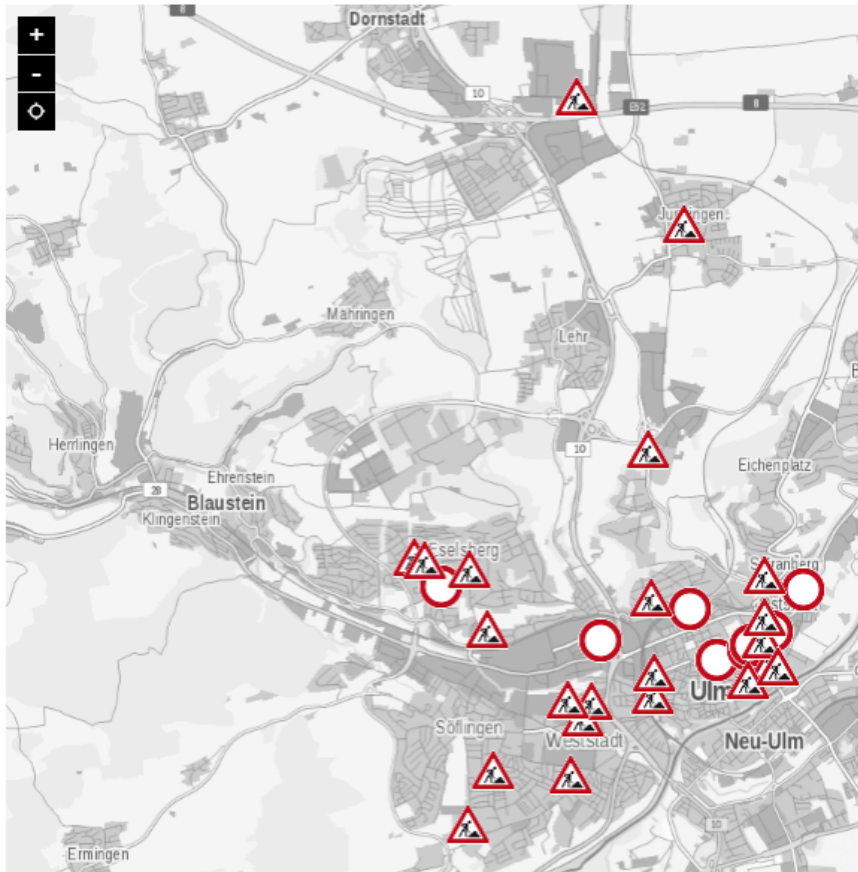 8
Dornstadt
+
-
10
E52
8
Jungingen
Mähringen
Lehr
Herrlingen
10
Eichenplatz
Ehrenstein
28
Blaustein
Klingenstein
Eselsberg
Ulm
Söflingen
Weststadt
Neu-Ulm
10
Ermingen